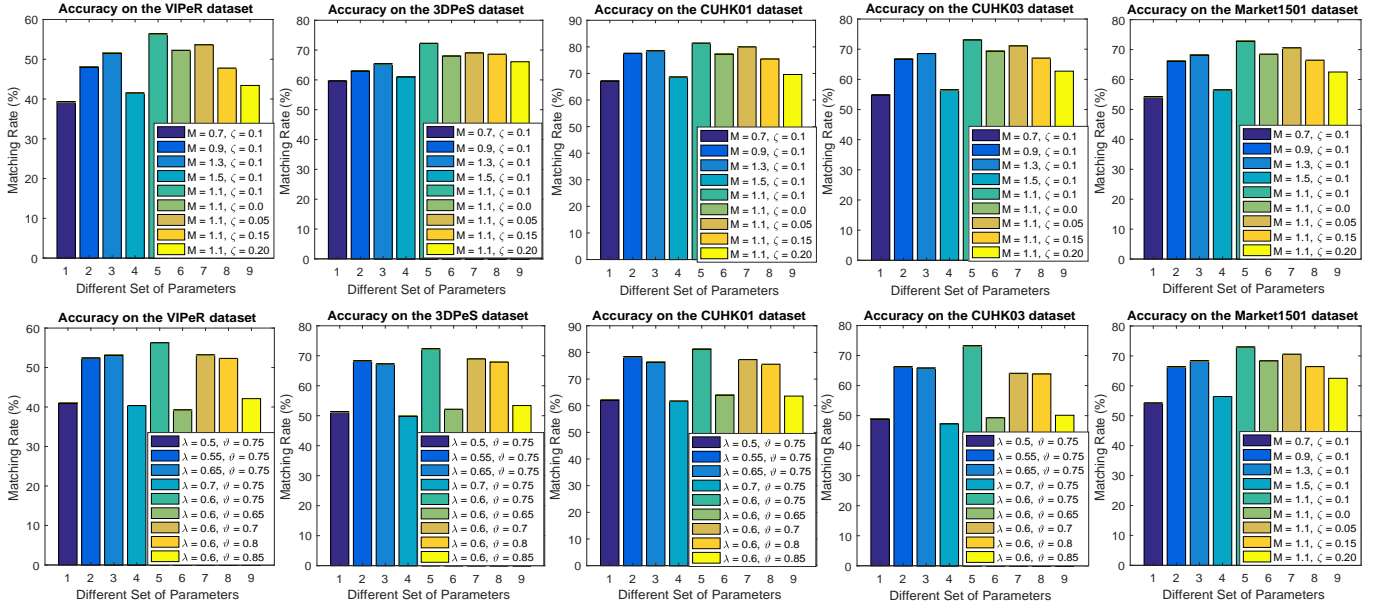 Accuracy on the VIPeR dataset
Matching Rate (%)
60
50
40
30
20
10
0
M = 0.7, ζ = 0.1
M = 0.9, ζ = 0.1
M = 1.3, ζ = 0.1
M = 1.5, ζ = 0.1
M = 1.1, ζ = 0.1
M = 1.1, ζ = 0.0
M = 1.1, ζ = 0.05
M = 1.1, ζ = 0.15
M = 1.1, ζ = 0.20
1 2 3 4 5 6 7 8 9
Different Set of Parameters
Accuracy on the 3DPeS dataset
Matching Rate (%)
80
70
60
50
40
30
20
10
0
M = 0.7, ζ = 0.1
M = 0.9, ζ = 0.1
M = 1.3, ζ = 0.1
M = 1.5, ζ = 0.1
M = 1.1, ζ = 0.1
M = 1.1, ζ = 0.0
M = 1.1, ζ = 0.05
M = 1.1, ζ = 0.15
M = 1.1, ζ = 0.20
1 2 3 4 5 6 7 8 9
Different Set of Parameters
Accuracy on the CUHK01 dataset
Matching Rate (%)
90
80
70
60
50
40
30
20
10
0
M = 0.7, ζ = 0.1
M = 0.9, ζ = 0.1
M = 1.3, ζ = 0.1
M = 1.5, ζ = 0.1
M = 1.1, ζ = 0.1
M = 1.1, ζ = 0.0
M = 1.1, ζ = 0.05
M = 1.1, ζ = 0.15
M = 1.1, ζ = 0.20
1 2 3 4 5 6 7 8 9
Different Set of Parameters
Accuracy on the CUHK03 dataset
Matching Rate (%)
80
70
60
50
40
30
20
10
0
M = 0.7, ζ = 0.1
M = 0.9, ζ = 0.1
M = 1.3, ζ = 0.1
M = 1.5, ζ = 0.1
M = 1.1, ζ = 0.1
M = 1.1, ζ = 0.0
M = 1.1, ζ = 0.05
M = 1.1, ζ = 0.15
M = 1.1, ζ = 0.20
1 2 3 4 5 6 7 8 9
Different Set of Parameters
Accuracy on the Market1501 dataset
Matching Rate (%)
80
70
60
50
40
30
20
10
0
M = 0.7, ζ = 0.1
M = 0.9, ζ = 0.1
M = 1.3, ζ = 0.1
M = 1.5, ζ = 0.1
M = 1.1, ζ = 0.1
M = 1.1, ζ = 0.0
M = 1.1, ζ = 0.05
M = 1.1, ζ = 0.15
M = 1.1, ζ = 0.20
1 2 3 4 5 6 7 8 9
Different Set of Parameters
Accuracy on the VIPeR dataset
Matching Rate (%)
60
50
40
30
20
10
0
λ = 0.5, ϑ = 0.75
λ = 0.55, ϑ = 0.75
λ = 0.65, ϑ = 0.75
λ = 0.7, ϑ = 0.75
λ = 0.6, ϑ = 0.75
λ = 0.6, ϑ = 0.65
λ = 0.6, ϑ = 0.7
λ = 0.6, ϑ = 0.8
λ = 0.6, ϑ = 0.85
1 2 3 4 5 6 7 8 9
Different Set of Parameters
Accuracy on the 3DPeS dataset
Matching Rate (%)
80
70
60
50
40
30
20
10
0
λ = 0.5, ϑ = 0.75
λ = 0.55, ϑ = 0.75
λ = 0.65, ϑ = 0.75
λ = 0.7, ϑ = 0.75
λ = 0.6, ϑ = 0.75
λ = 0.6, ϑ = 0.65
λ = 0.6, ϑ = 0.7
λ = 0.6, ϑ = 0.8
λ = 0.6, ϑ = 0.85
1 2 3 4 5 6 7 8 9
Different Set of Parameters
Accuracy on the CUHK01 dataset
Matching Rate (%)
90
80
70
60
50
40
30
20
10
0
λ = 0.5, ϑ = 0.75
λ = 0.55, ϑ = 0.75
λ = 0.65, ϑ = 0.75
λ = 0.7, ϑ = 0.75
λ = 0.6, ϑ = 0.75
λ = 0.6, ϑ = 0.65
λ = 0.6, ϑ = 0.7
λ = 0.6, ϑ = 0.8
λ = 0.6, ϑ = 0.85
1 2 3 4 5 6 7 8 9
Different Set of Parameters
Accuracy on the CUHK03 dataset
Matching Rate (%)
80
70
60
50
40
30
20
10
0
λ = 0.5, ϑ = 0.75
λ = 0.55, ϑ = 0.75
λ = 0.65, ϑ = 0.75
λ = 0.7, ϑ = 0.75
λ = 0.6, ϑ = 0.75
λ = 0.6, ϑ = 0.65
λ = 0.6, ϑ = 0.7
λ = 0.6, ϑ = 0.8
λ = 0.6, ϑ = 0.85
1 2 3 4 5 6 7 8 9
Different Set of Parameters
Accuracy on the Market1501 dataset
Matching Rate (%)
80
70
60
50
40
30
20
10
0
M = 0.7, ζ = 0.1
M = 0.9, ζ = 0.1
M = 1.3, ζ = 0.1
M = 1.5, ζ = 0.1
M = 1.1, ζ = 0.1
M = 1.1, ζ = 0.0
M = 1.1, ζ = 0.05
M = 1.1, ζ = 0.15
M = 1.1, ζ = 0.20
1 2 3 4 5 6 7 8 9
Different Set of Parameters